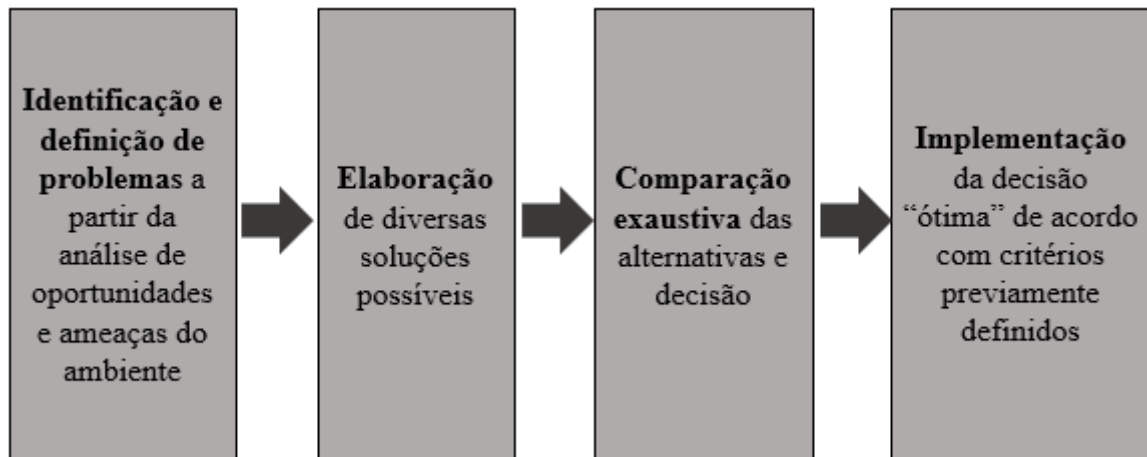 Identificação e
definição de
problemas a
partir da
análise de
oportunidades
e ameaças do
ambiente
Elaboração
de diversas
soluções
possíveis
Comparação
exaustiva das
alternativas e
decisão
Implementação
da decisão
“ótima” de acordo
com critérios
previamente
definidos